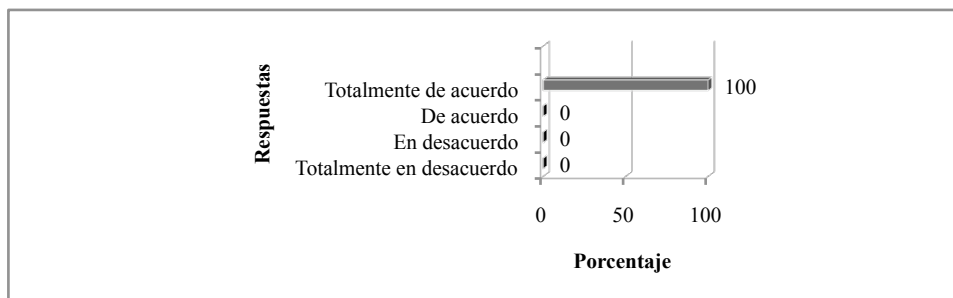 Respuestas
Totalmente de acuerdo 100
De acuerdo 0
En desacuerdo 0
Totalmente en desacuerdo 0
0 50 100
Porcentaje